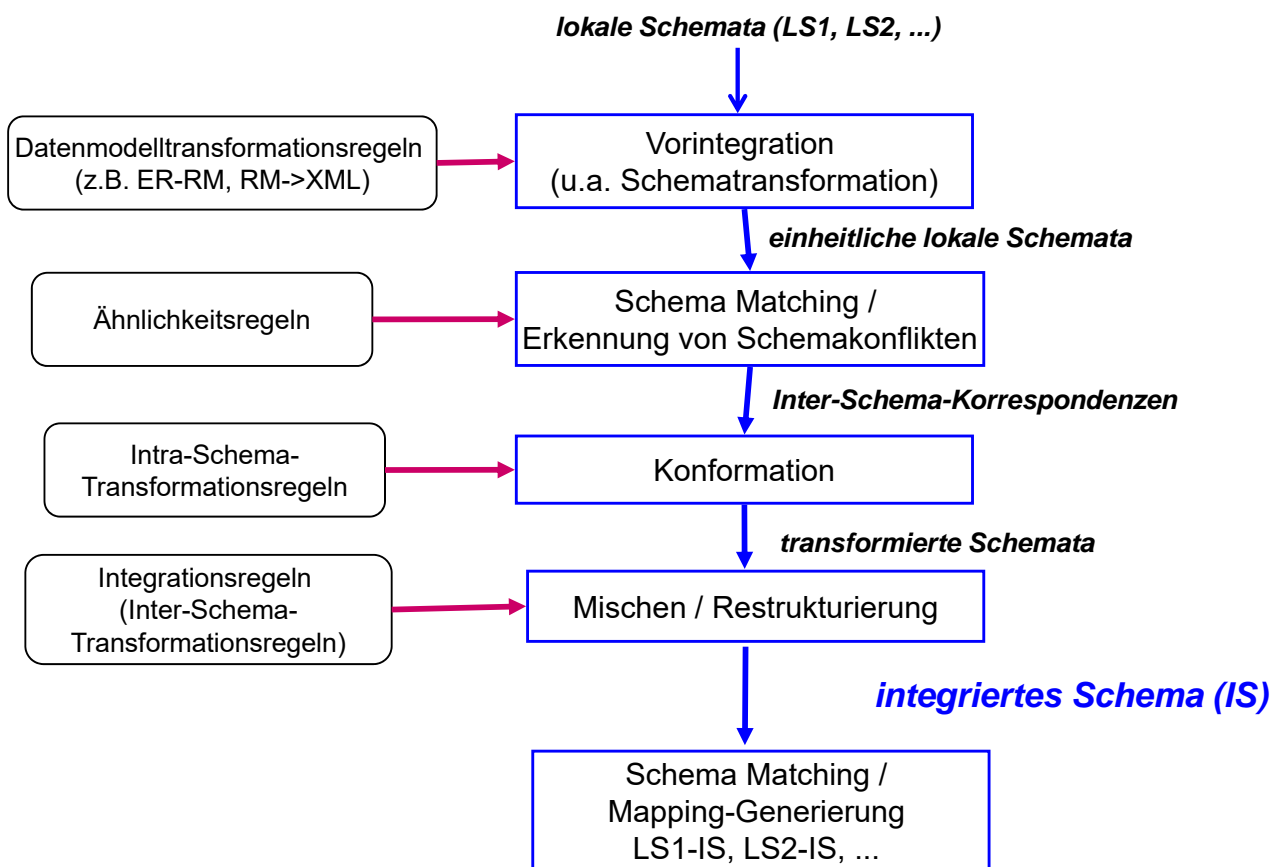 lokale Schemata (LS1, LS2, ...)
Datenmodelltransformationsregeln
(z.B. ER-RM, RM->XML)
Vorintegration
(u.a. Schematransformation)
einheitliche lokale Schemata
Ähnlichkeitsregeln
Schema Matching /
Erkennung von Schemakonflikten
Inter-Schema-Korrespondenzen
Intra-Schema-
Transformationsregeln
Konformation
transformierte Schemata
Integrationsregeln
(Inter-Schema-
Transformationsregeln)
Mischen / Restrukturierung
integriertes Schema (IS)
Schema Matching /
Mapping-Generierung
LS1-IS, LS2-IS, ...